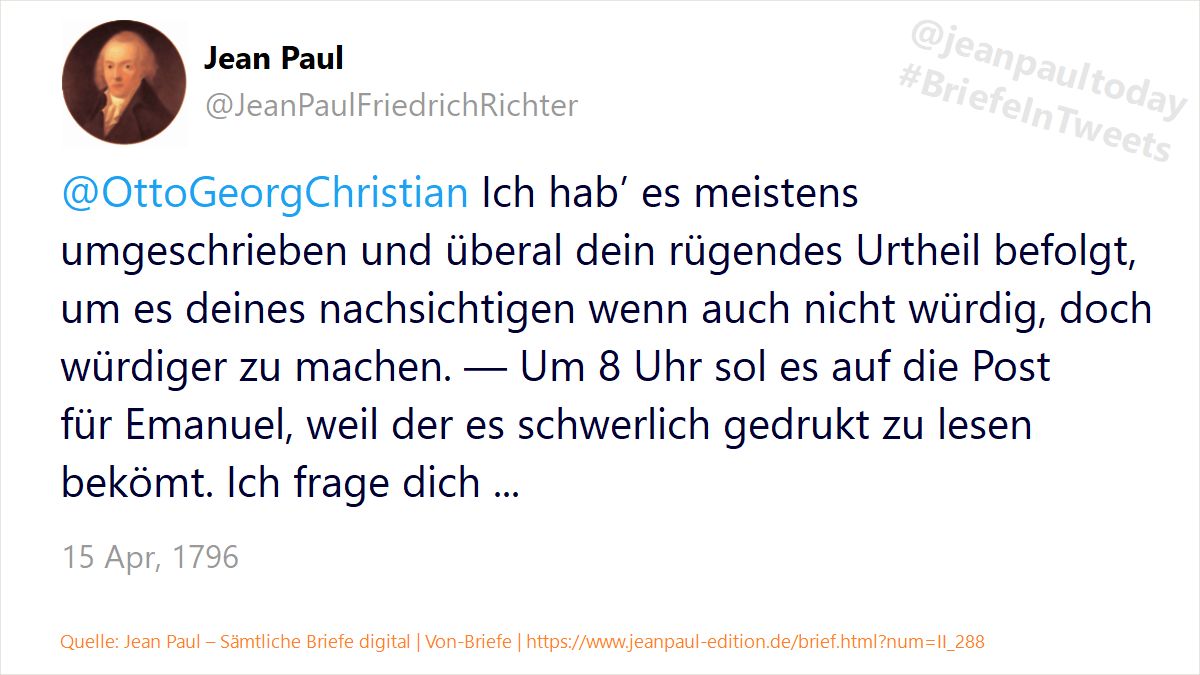 Jean Paul
@JeanPaulFriedrichRichter
@jeanpaultoday
#BriefeInTweets
@OttoGeorgChristian Ich hab’ es meistens
umgeschrieben und überal dein rügendes Urtheil befolgt,
um es deines nachsichtigen wenn auch nicht würdig, doch
würdiger zu machen. — Um 8 Uhr sol es auf die Post
für Emanuel, weil der es schwerlich gedrukt zu lesen
bekömt. Ich frage dich ...
15 Apr, 1796
Quelle: Jean Paul – Sämtliche Briefe digital | Von-Briefe | https://www.jeanpaul-edition.de/brief.html?num=II_288